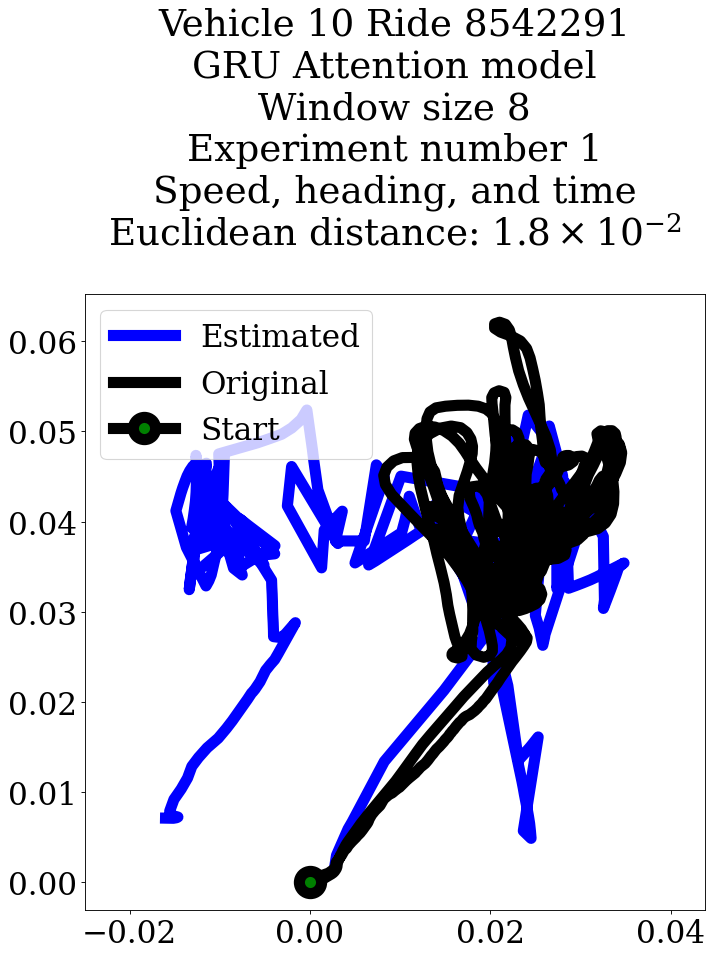 Vehicle 10 Ride 8542291
GRU Attention model
Window size 8
Experiment number 1
Speed, heading, and time
Euclidean distance: 1.8 × 10⁻²
Estimated
Original
Start
0.06
0.05
0.04
0.03
0.02
0.01
0.00
−0.02 0.00 0.02 0.04